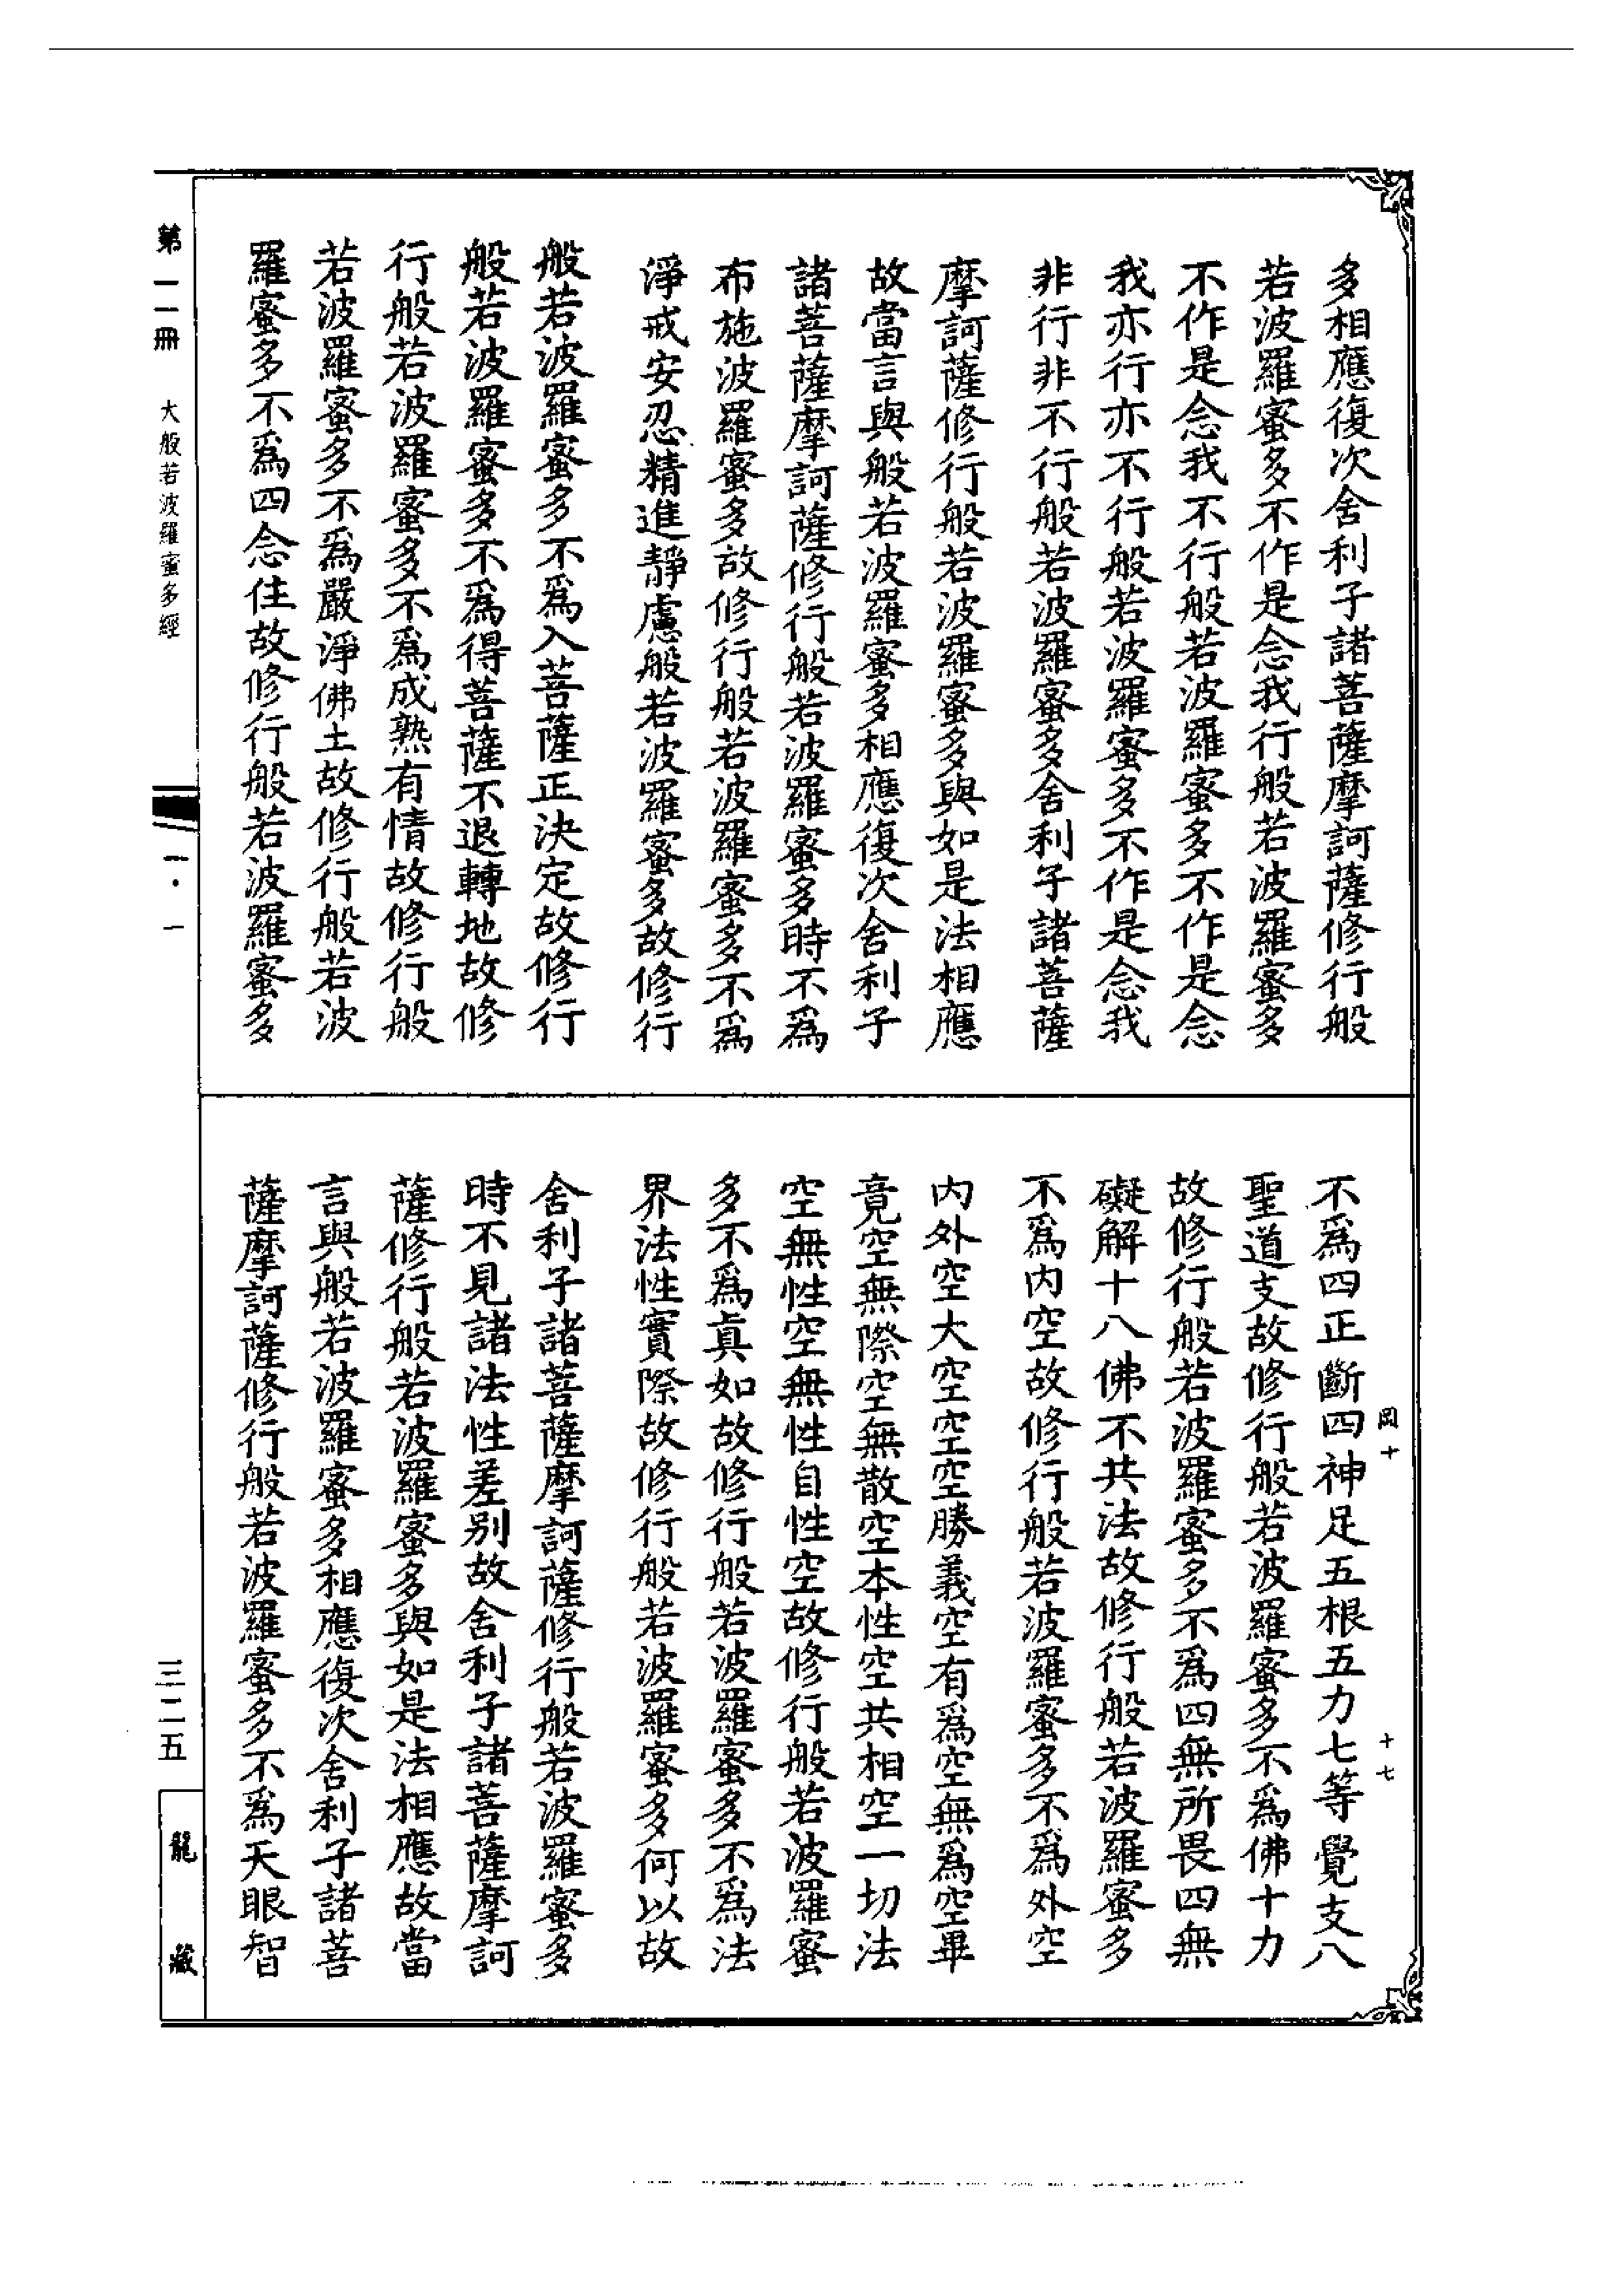 多相應復次舍利子諸菩薩摩訶薩修行般
若波羅蜜多不作是念我行般若波羅蜜多
不作是念我不行般若波羅蜜多不作是念
我亦行亦不行般若波羅蜜多不作是念我
非行非不行般若波羅蜜多舍利子諸菩薩
摩訶薩修行般若波羅蜜多與如是法相應
故當言與般若波羅蜜多相應復次舍利子
諸菩薩摩訶薩修行般若波羅蜜多時不爲
布施波羅蜜多故修行般若波羅蜜多不爲
淨戒安忍精進靜慮般若波羅蜜多故修行
般若波羅蜜多不爲入菩薩正決定故修行
般若波羅蜜多不爲得菩薩不退轉地故修
行般若波羅蜜多不爲成熟有情故修行般
若波羅蜜多不爲嚴淨佛土故修行般若波
羅蜜多不爲四念住故修行般若波羅蜜多
岡十 十七
不爲四正斷四神足五根五力七等覺支八
聖道支故修行般若波羅蜜多不爲佛十力
故修行般若波羅蜜多不爲四無所畏四無
礙解十八佛不共法故修行般若波羅蜜多
不爲内空故修行般若波羅蜜多不爲外空
内外空大空空空勝義空有爲空無爲空畢
竟空無際空無散空本性空共相空一切法
空無性空無性自性空故修行般若波羅蜜
多不爲真如故修行般若波羅蜜多不爲法
界法性實際故修行般若波羅蜜多何以故
舍利子諸菩薩摩訶薩修行般若波羅蜜多
時不見諸法性差别故舍利子諸菩薩摩訶
薩修行般若波羅蜜多與如是法相應故當
言與般若波羅蜜多相應復次舍利子諸菩
薩摩訶薩修行般若波羅蜜多不爲天眼智
第一一册 大般若波羅蜜多經 一·一 三二五 龍藏